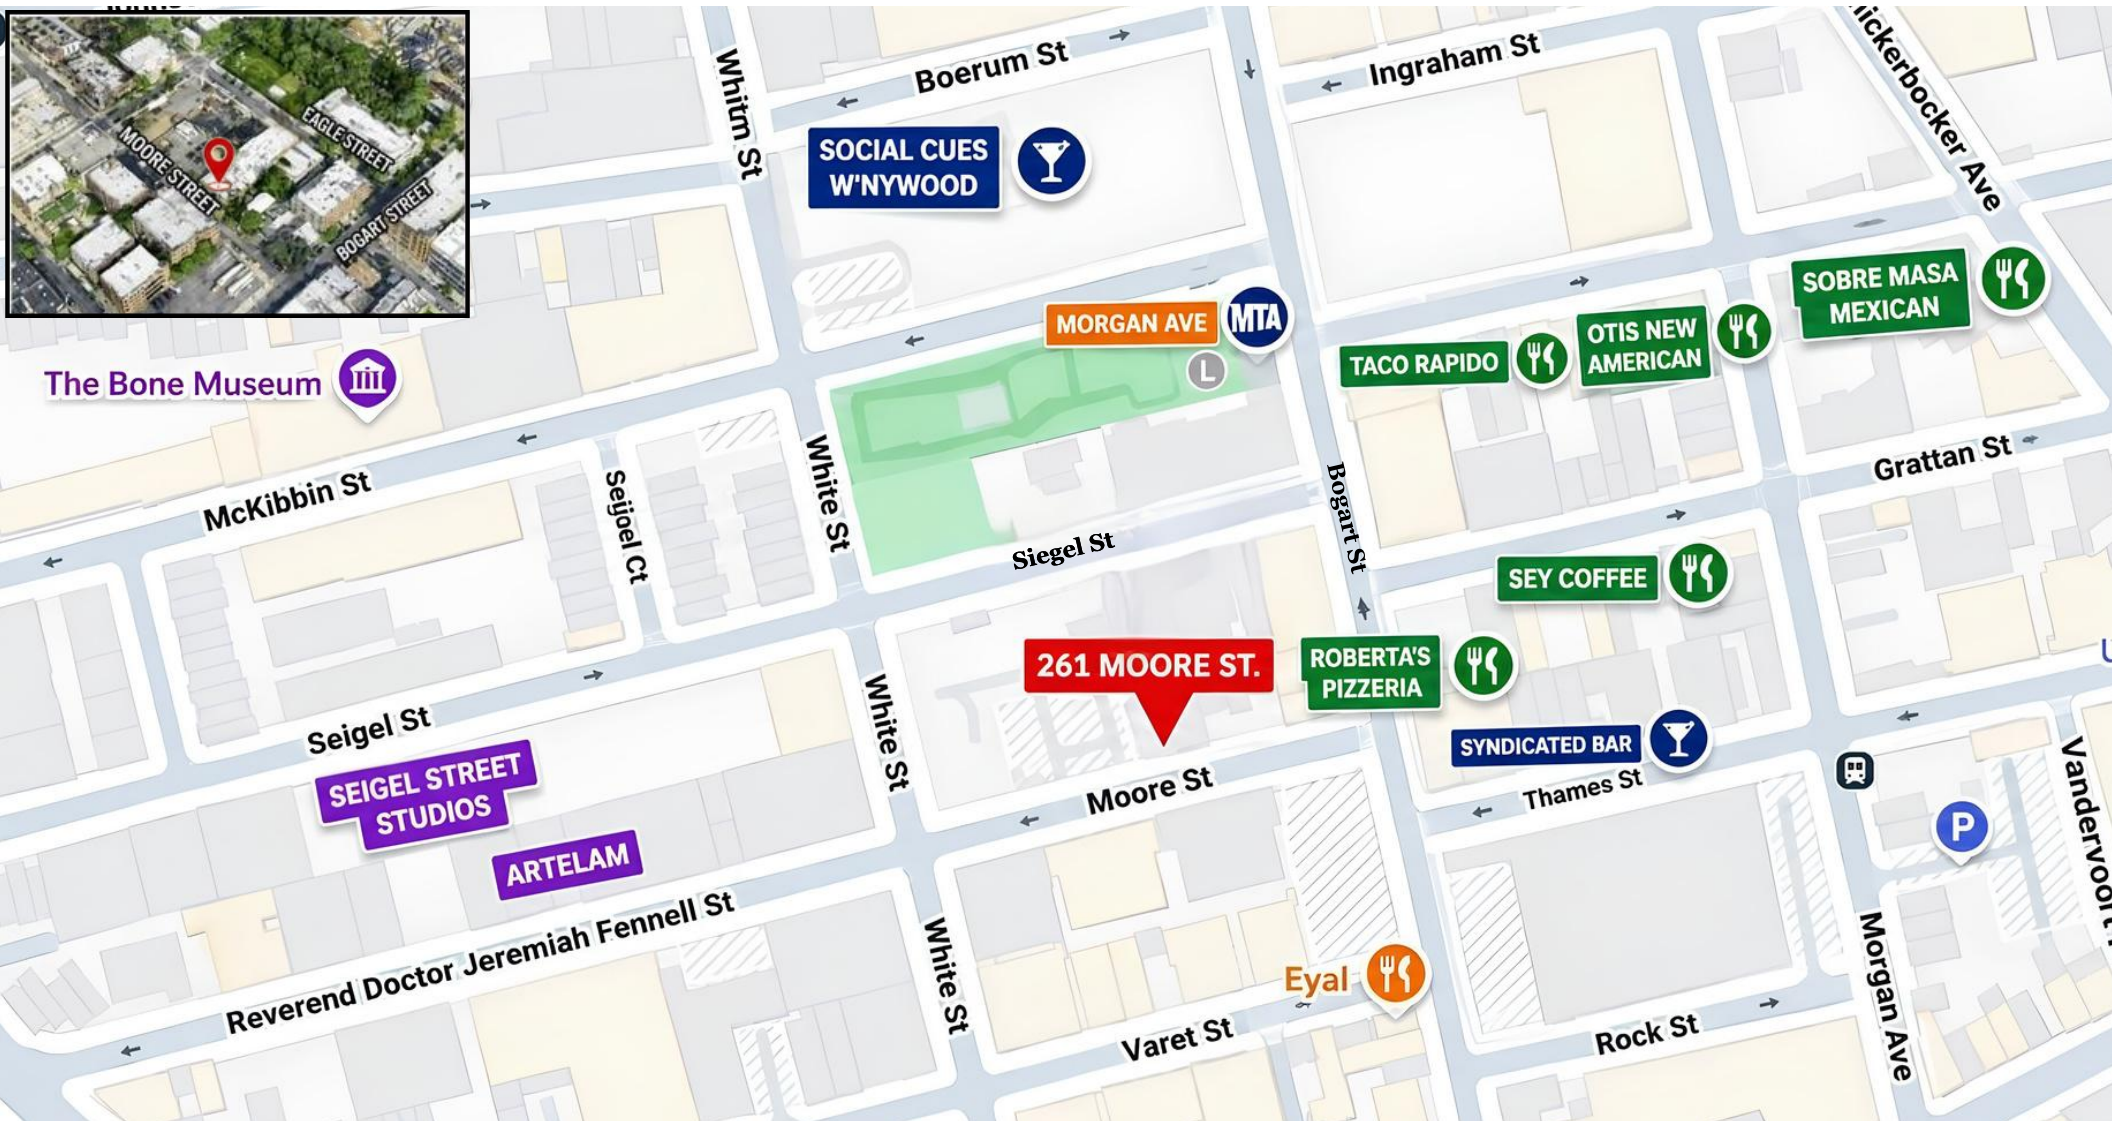 MOORE STREET
EAGLE STREET
BOGART STREET
Whitm St
Boerum St
Ingraham St
ickerbocker Ave
SOCIAL CUES
W'NYWOOD
MORGAN AVE
MTA
L
TACO RAPIDO
OTIS NEW
AMERICAN
SOBRE MASA
MEXICAN
The Bone Museum
McKibbin St
Seijoel Ct
White St
Siegel St
Bogart St
Grattan St
SEY COFFEE
261 MOORE ST.
ROBERTA'S
PIZZERIA
SYNDICATED BAR
Thames St
Seigel St
SEIGEL STREET
STUDIOS
ARTELAM
White St
Moore St
P
Vandervoort
Reverend Doctor Jeremiah Fennell St
White St
Eyal
Varet St
Rock St
Morgan Ave